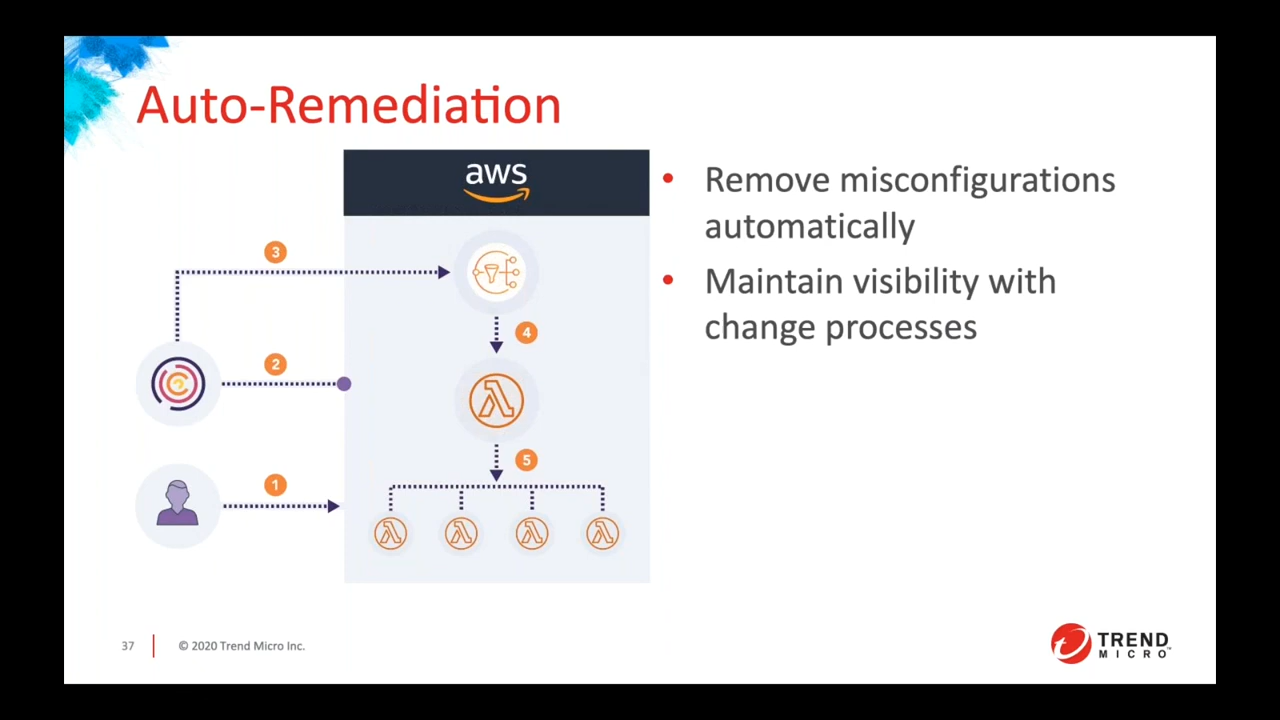 Auto-Remediation
aws
3
4
2
5
1
• Remove misconfigurations
automatically
• Maintain visibility with
change processes
37
© 2020 Trend Micro Inc.
TREND
MICRO™